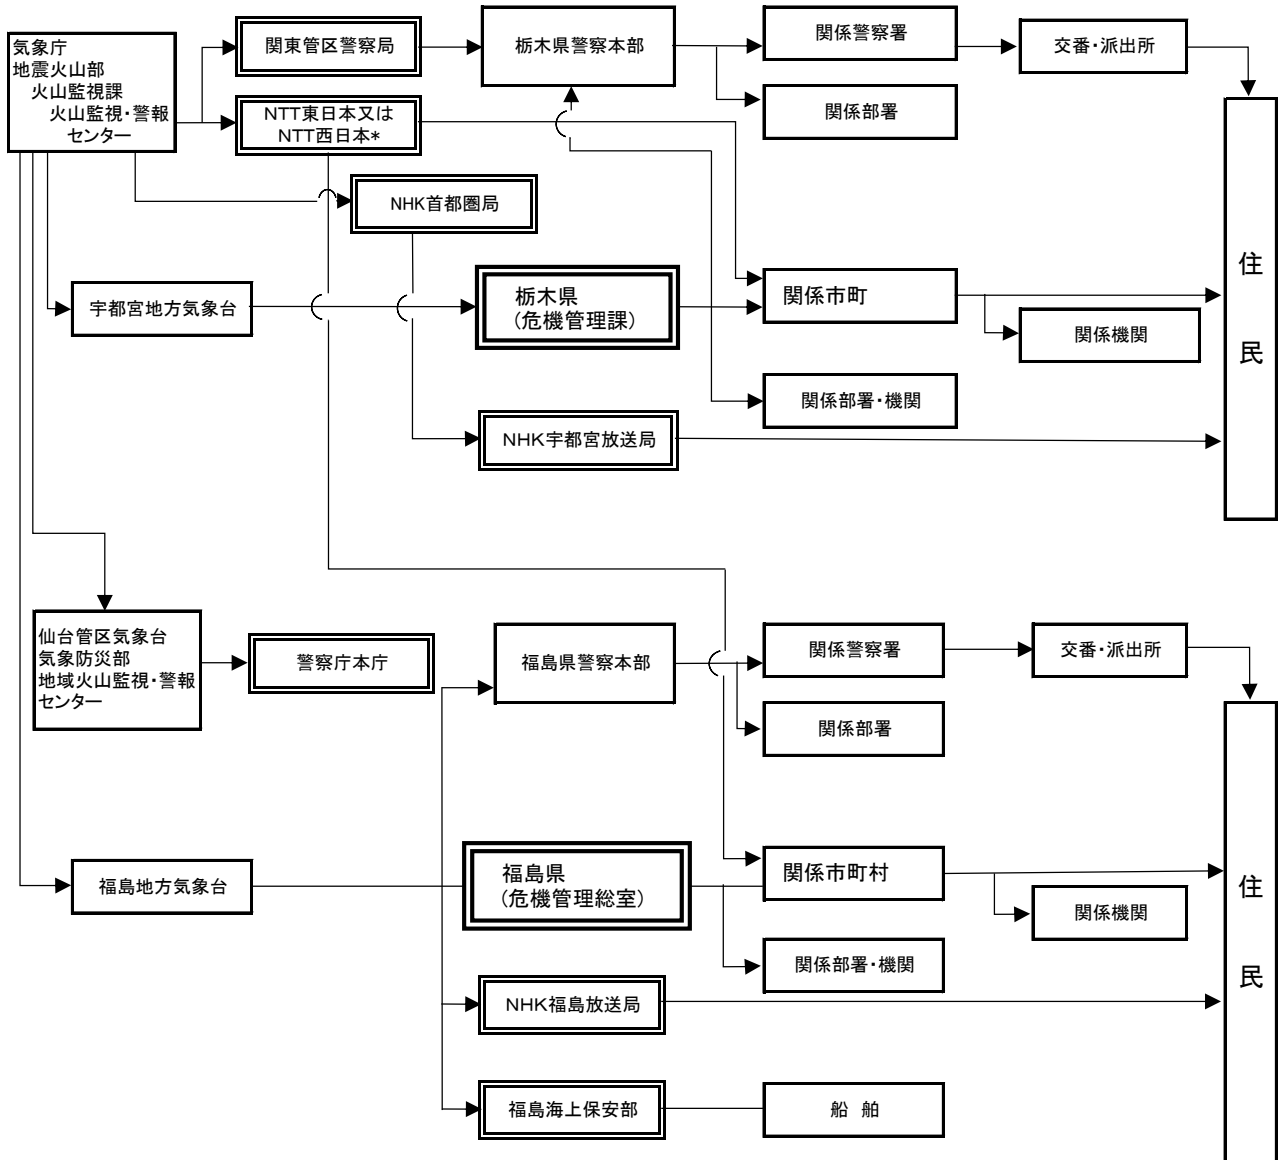 気象庁
地震火山部
火山監視課
火山監視・警報
センター
関東管区警察局
栃木県警察本部
関係警察署
交番・派出所
関係部署
NTT東日本又は
NTT西日本*
NHK首都圏局
宇都宮地方気象台
栃木県
(危機管理課)
関係市町
関係機関
関係部署・機関
NHK宇都宮放送局
住
民
仙台管区気象台
気象防災部
地域火山監視・警報
センター
警察庁本庁
福島県警察本部
関係警察署
交番・派出所
関係部署
福島地方気象台
福島県
(危機管理総室)
関係市町村
関係機関
関係部署・機関
NHK福島放送局
福島海上保安部
船 舶
住
民